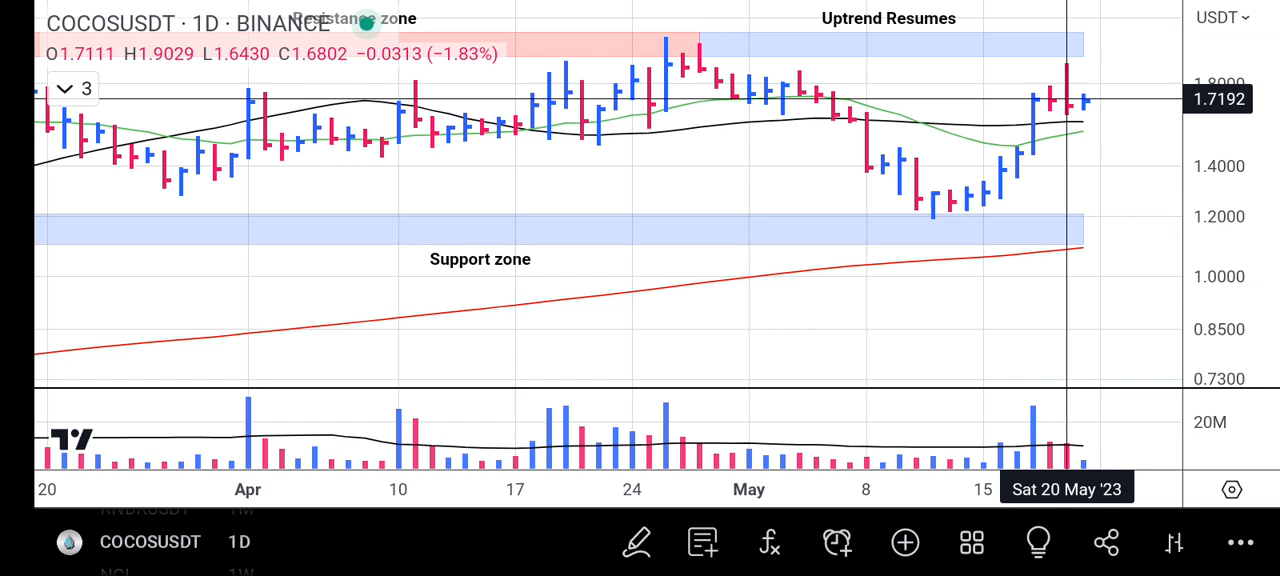 COCOSUSDT · 1D · BINANCE
Resistance zone
Uptrend Resumes
USDT
O1.7111 H1.9029 L1.6430 C1.6802 −0.0313 (−1.83%)
3
1.8000
1.7192
1.4000
1.2000
Support zone
1.0000
0.8500
0.7300
20M
20 Apr 10 17 24 May 8 15 Sat 20 May '23
RNDRUSDT 1M
COCOSUSDT 1D